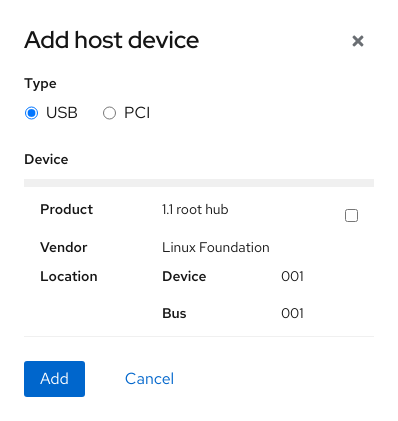 Add host device
Type
USB PCI
Device
Product 1.1 root hub
Vendor Linux Foundation
Location Device 001
Bus 001
Add Cancel